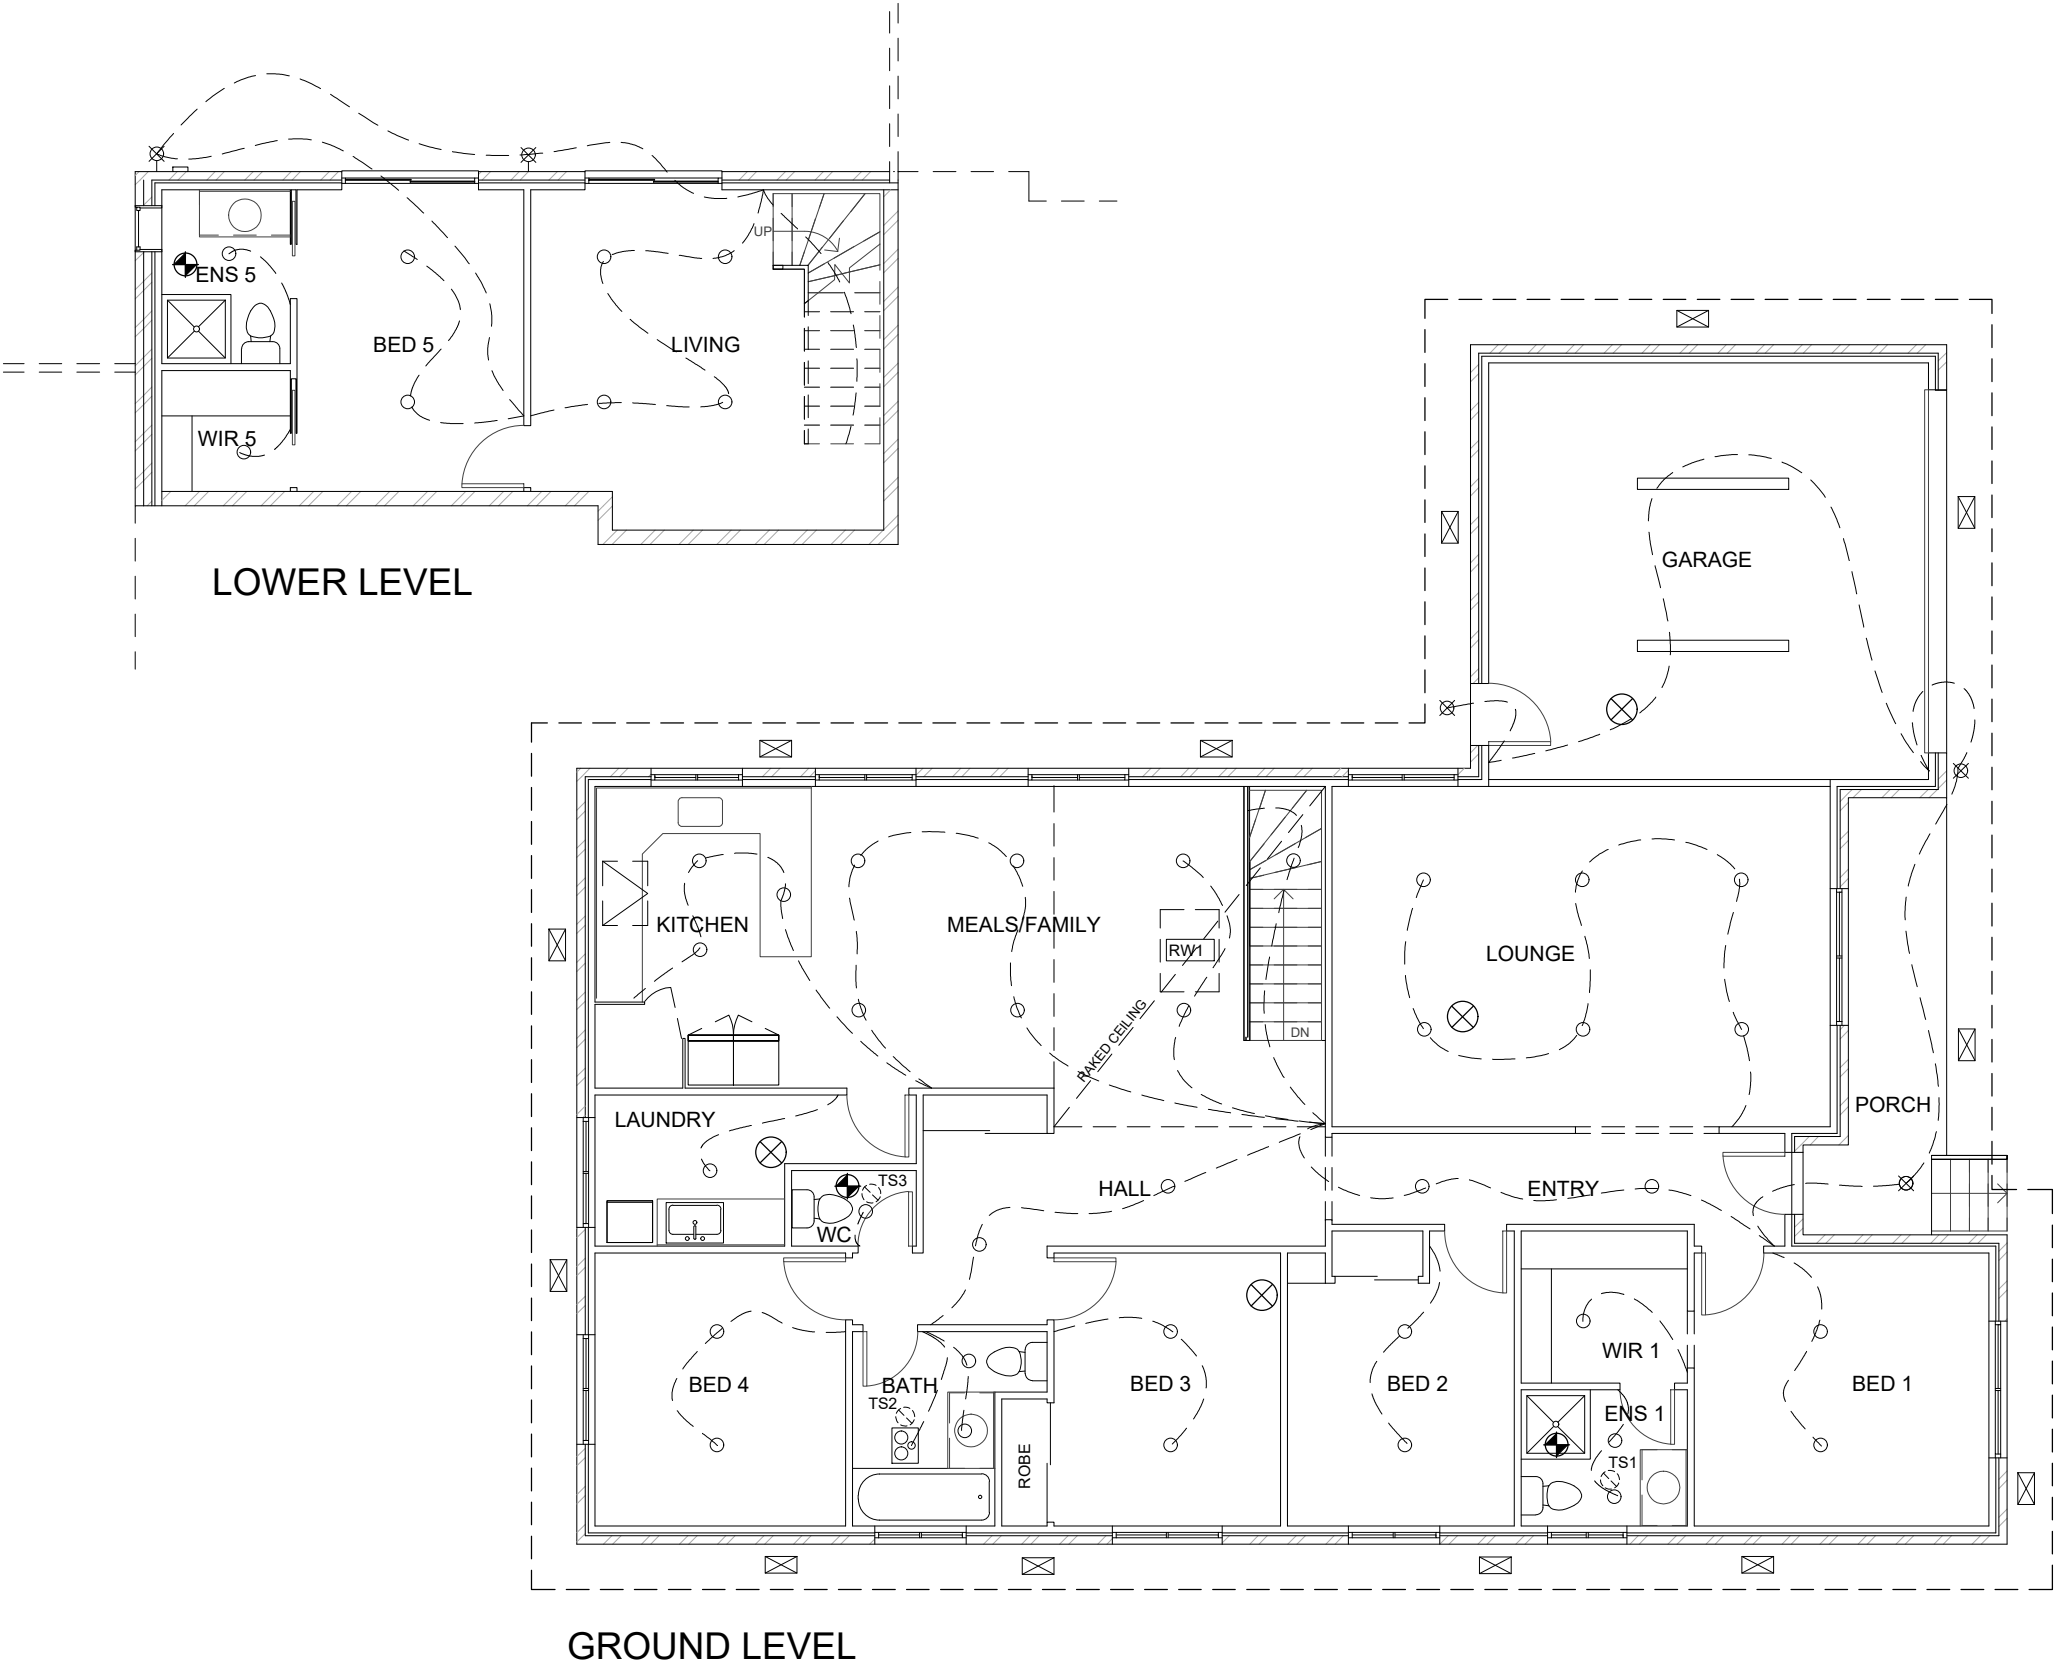 UP
ENS 5
BED 5
LIVING
WIR 5
LOWER LEVEL
GARAGE
KITCHEN
MEALS/FAMILY
RW1
LOUNGE
RAKED CEILING
DN
LAUNDRY
PORCH
TS3
HALL
ENTRY
WC
WIR 1
BED 4
BATH
BED 3
BED 2
BED 1
TS2
ENS 1
ROBE
TS1
GROUND LEVEL